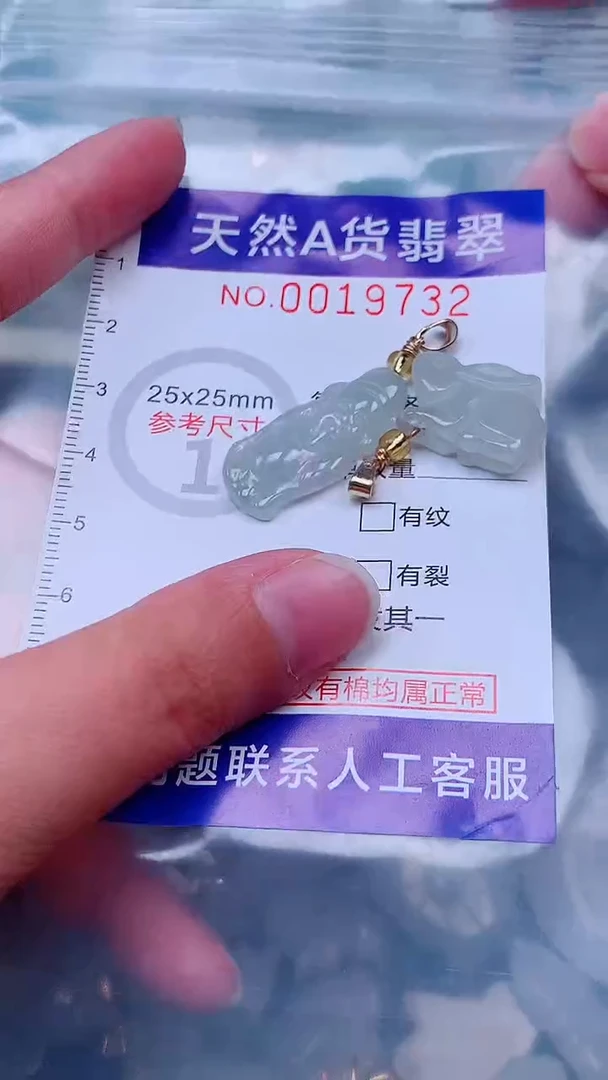 天然A货翡翠
NO.0019732
1
2
25x25mm
3
参考尺寸
4
量
5
有纹
有裂
6
其一
有棉均属正常
题联系人工客服